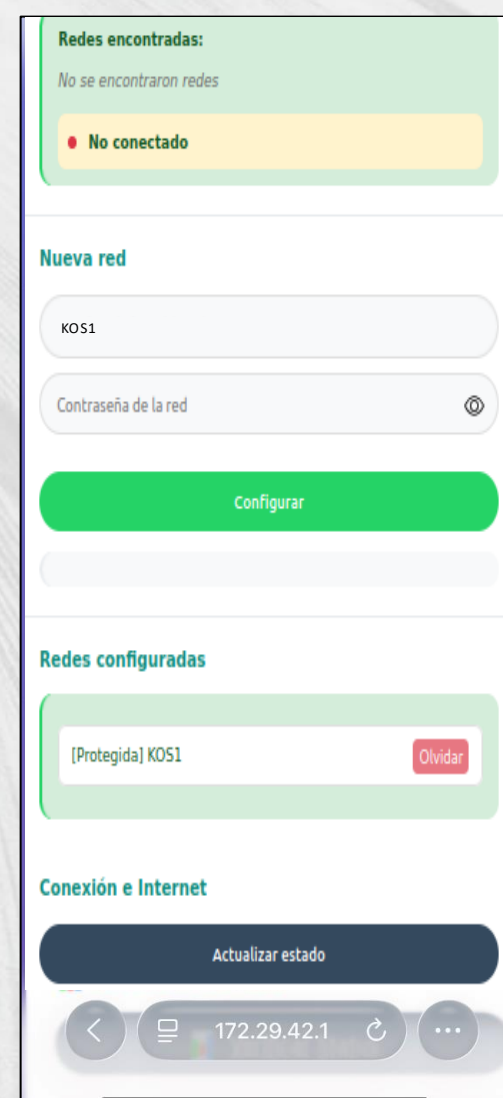 Redes encontradas:
No se encontraron redes
No conectado
Nueva red
KOS1
Contraseña de la red
Configurar
Redes configuradas
[Protegida] KOS1
Olvidar
Conexión e Internet
Actualizar estado
172.29.42.1